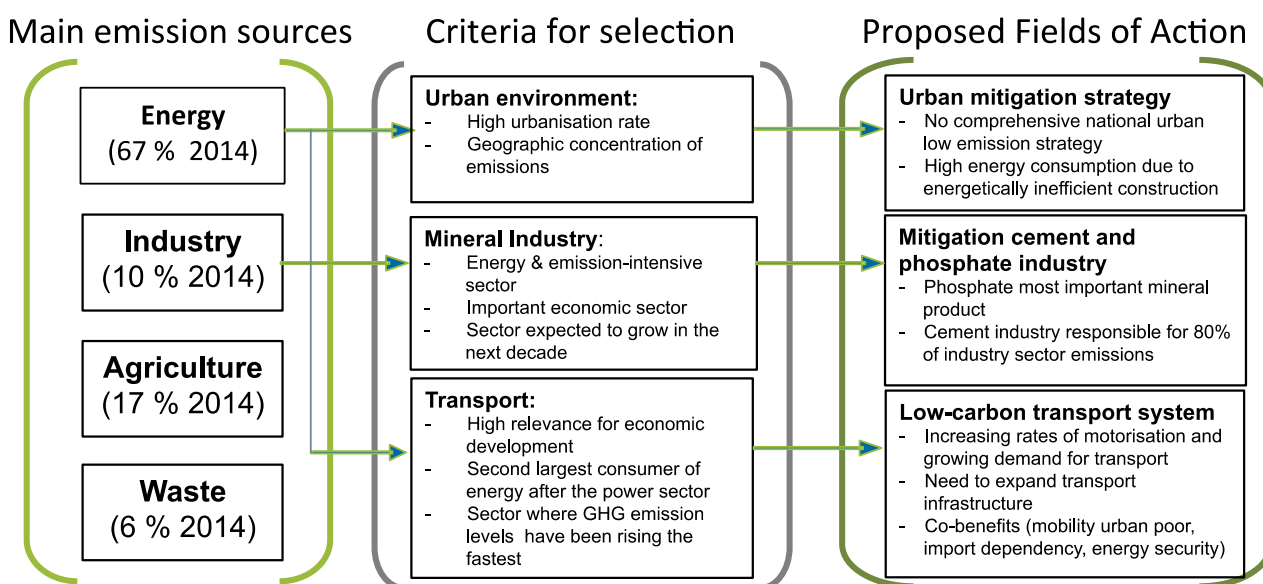 Main emission sources
Energy
(67 % 2014)
Industry
(10 % 2014)
Agriculture
(17 % 2014)
Waste
(6 % 2014)
Criteria for selection
Urban environment:
- High urbanisation rate
- Geographic concentration of
emissions
Mineral Industry:
- Energy & emission-intensive
sector
- Important economic sector
- Sector expected to grow in the
next decade
Transport:
- High relevance for economic
development
- Second largest consumer of
energy after the power sector
- Sector where GHG emission
levels have been rising the
fastest
Proposed Fields of Action
Urban mitigation strategy
- No comprehensive national urban
low emission strategy
- High energy consumption due to
energetically inefficient construction
Mitigation cement and
phosphate industry
- Phosphate most important mineral
product
- Cement industry responsible for 80%
of industry sector emissions
Low-carbon transport system
- Increasing rates of motorisation and
growing demand for transport
- Need to expand transport
infrastructure
- Co-benefits (mobility urban poor,
import dependency, energy security)